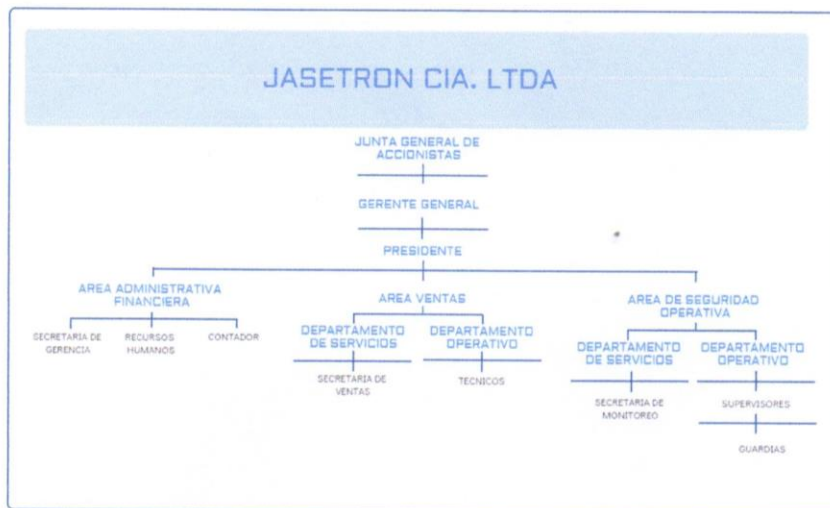 JASETRON CIA. LTDA
JUNTA GENERAL DE
ACCIONISTAS
GERENTE GENERAL
PRESIDENTE
AREA ADMINISTRATIVA
FINANCIERA
SECRETARIA DE
GERENCIA
RECURSOS
HUMANOS
CONTADOR
AREA VENTAS
DEPARTAMENTO
DE SERVICIOS
SECRETARIA DE
VENTAS
DEPARTAMENTO
OPERATIVO
TECNICOS
AREA DE SEGURIDAD
OPERATIVA
DEPARTAMENTO
DE SERVICIOS
SECRETARIA DE
MONITOREO
DEPARTAMENTO
OPERATIVO
SUPERVISORES
GUARDIAS